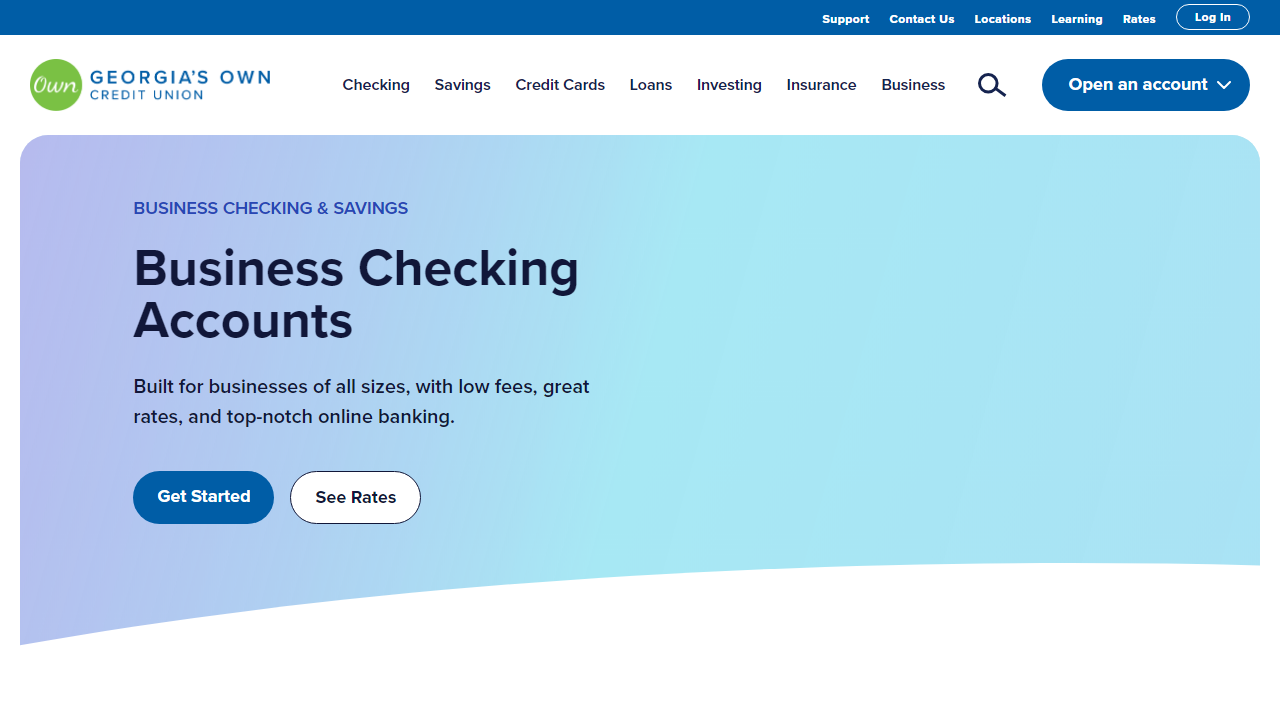 Support
Contact Us
Locations
Learning
Rates
Log In
Own
GEORGIA'S OWN
CREDIT UNION
Checking
Savings
Credit Cards
Loans
Investing
Insurance
Business
Open an account
BUSINESS CHECKING & SAVINGS
Business Checking
Accounts
Built for businesses of all sizes, with low fees, great
rates, and top-notch online banking.
Get Started
See Rates